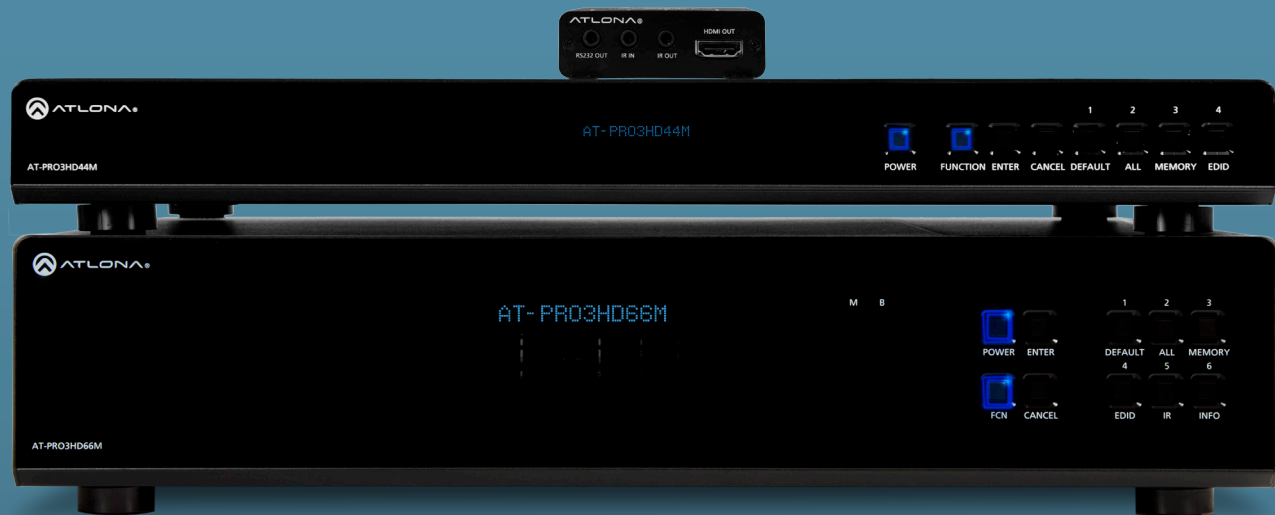 ATLONA®
HDMI OUT
RS232 OUT IR IN IR OUT
ATLONA®
AT-PRO3HD44M
1 2 3 4
POWER FUNCTION ENTER CANCEL DEFAULT ALL MEMORY EDID
AT-PRO3HD44M
ATLONA®
AT-PRO3HD66M
M B
1 2 3
POWER ENTER DEFAULT ALL MEMORY
4 5 6
FCN CANCEL EDID IR INFO
AT-PRO3HD66M